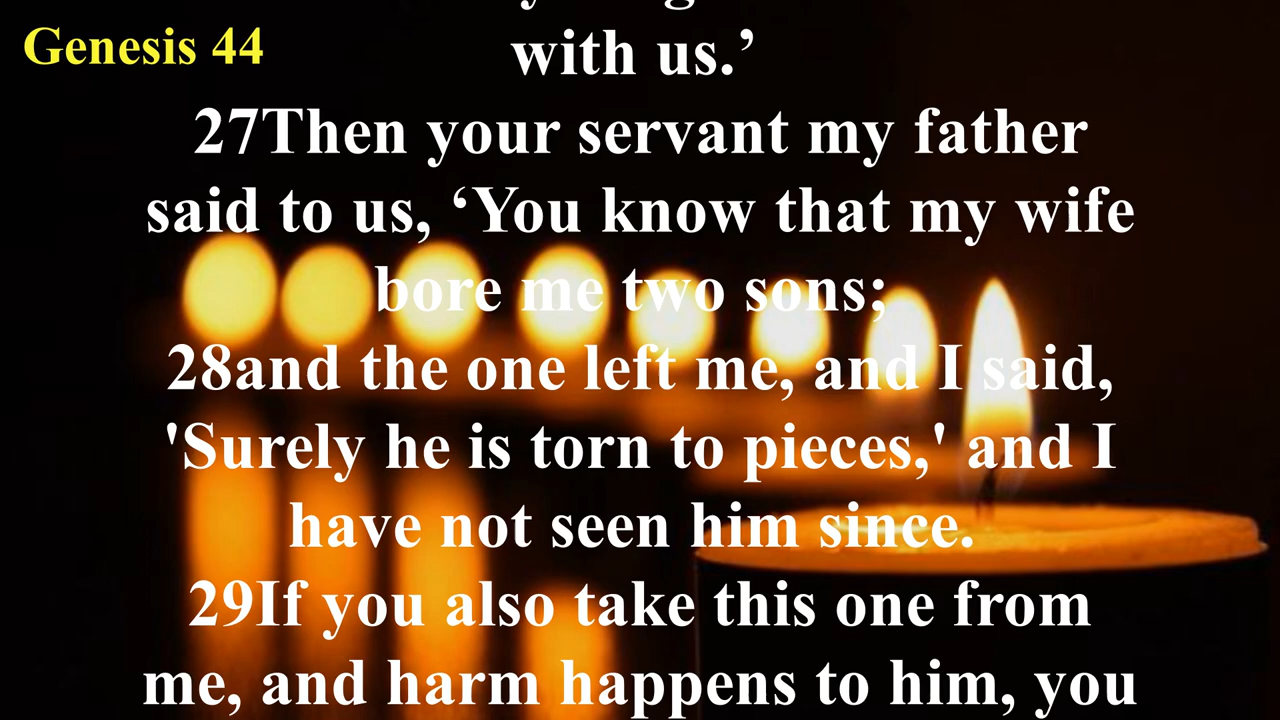 Genesis 44
with us.’
27Then your servant my father
said to us, ‘You know that my wife
bore me two sons;
28and the one left me, and I said,
'Surely he is torn to pieces,' and I
have not seen him since.
29If you also take this one from
me, and harm happens to him, you